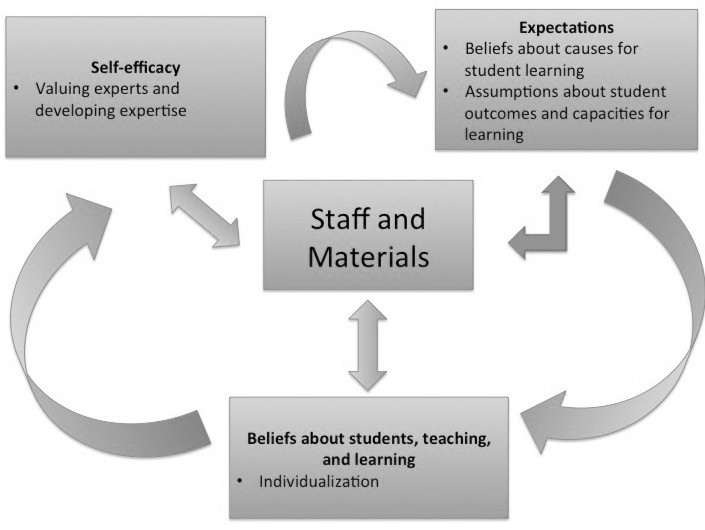 Self-efficacy
• Valuing experts and
developing expertise
Expectations
• Beliefs about causes for
student learning
• Assumptions about student
outcomes and capacities for
learning
Staff and
Materials
Beliefs about students, teaching,
and learning
• Individualization